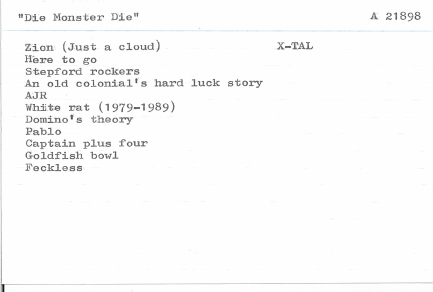 "Die Monster Die" A 21898
Zion (Just a cloud) X-TAL
Here to go
Stepford rockers
An old colonial's hard luck story
AJR
White rat (1979-1989)
Domino's theory
Pablo
Captain plus four
Goldfish bowl
Feckless